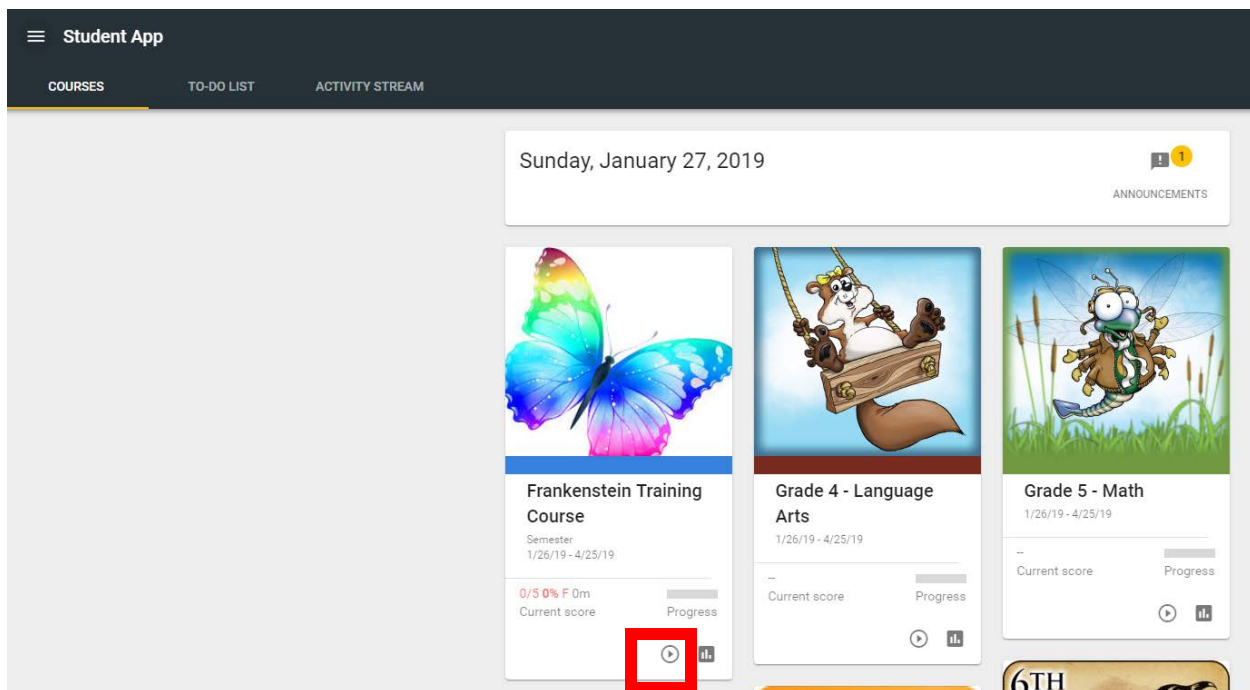 Student App
COURSES TO-DO LIST ACTIVITY STREAM
Sunday, January 27, 2019
1
ANNOUNCEMENTS
Frankenstein Training
Course
Semester
1/26/19 - 4/25/19
0/5 0% F 0m
Current score Progress
Grade 4 - Language
Arts
1/26/19 - 4/25/19
--
Current score Progress
Grade 5 - Math
1/26/19 - 4/25/19
--
Current score Progress
6TH